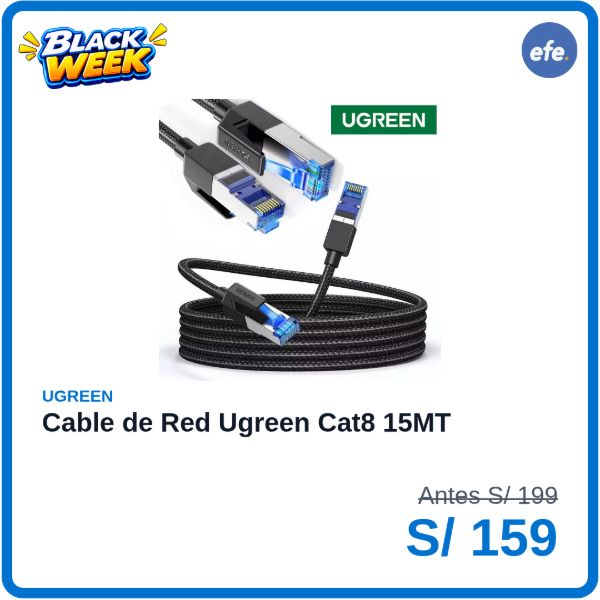 BLACK
WEEK
efe.
UGREEN
UGREEN
Cable de Red Ugreen Cat8 15MT
Antes S/ 199
S/ 159